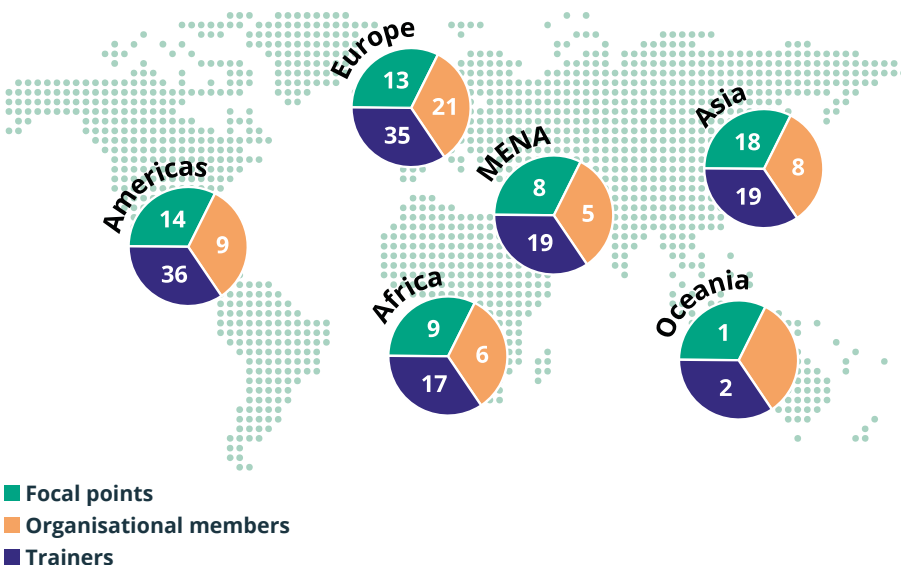 Europe
13
21
35
Asia
18
8
19
MENA
8
5
19
Americas
14
9
36
Africa
9
6
17
Oceania
1
2
Focal points
Organisational members
Trainers